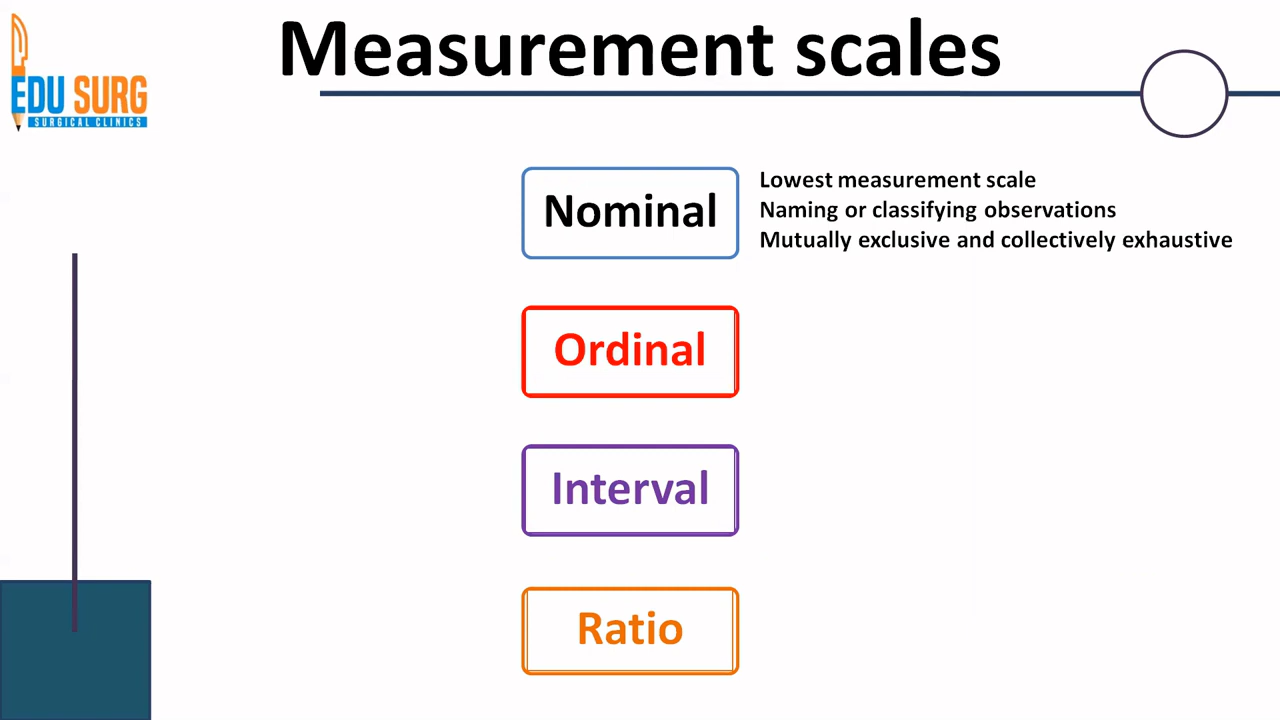 Measurement scales
EDU SURG
SURGICAL CLINICS
Nominal
Lowest measurement scale
Naming or classifying observations
Mutually exclusive and collectively exhaustive
Ordinal
Interval
Ratio